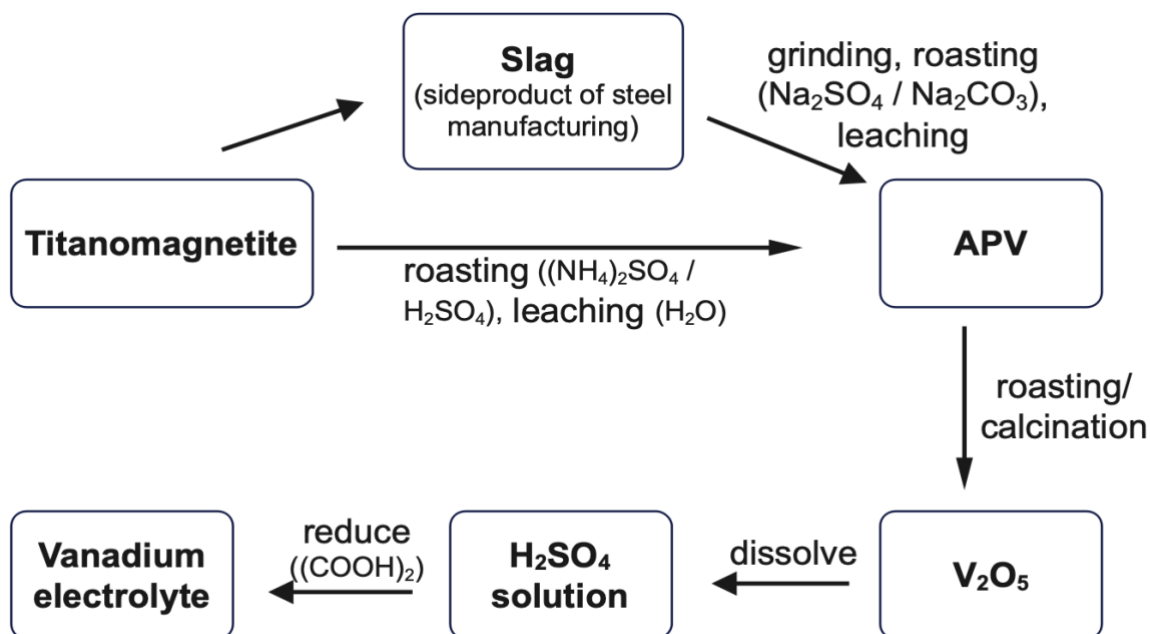 Slag
(sideproduct of steel
manufacturing)
grinding, roasting
(Na₂SO₄ / Na₂CO₃),
leaching
Titanomagnetite
roasting ((NH₄)₂SO₄ /
H₂SO₄), leaching (H₂O)
APV
roasting/
calcination
V₂O₅
dissolve
H₂SO₄
solution
reduce
((COOH)₂)
Vanadium
electrolyte